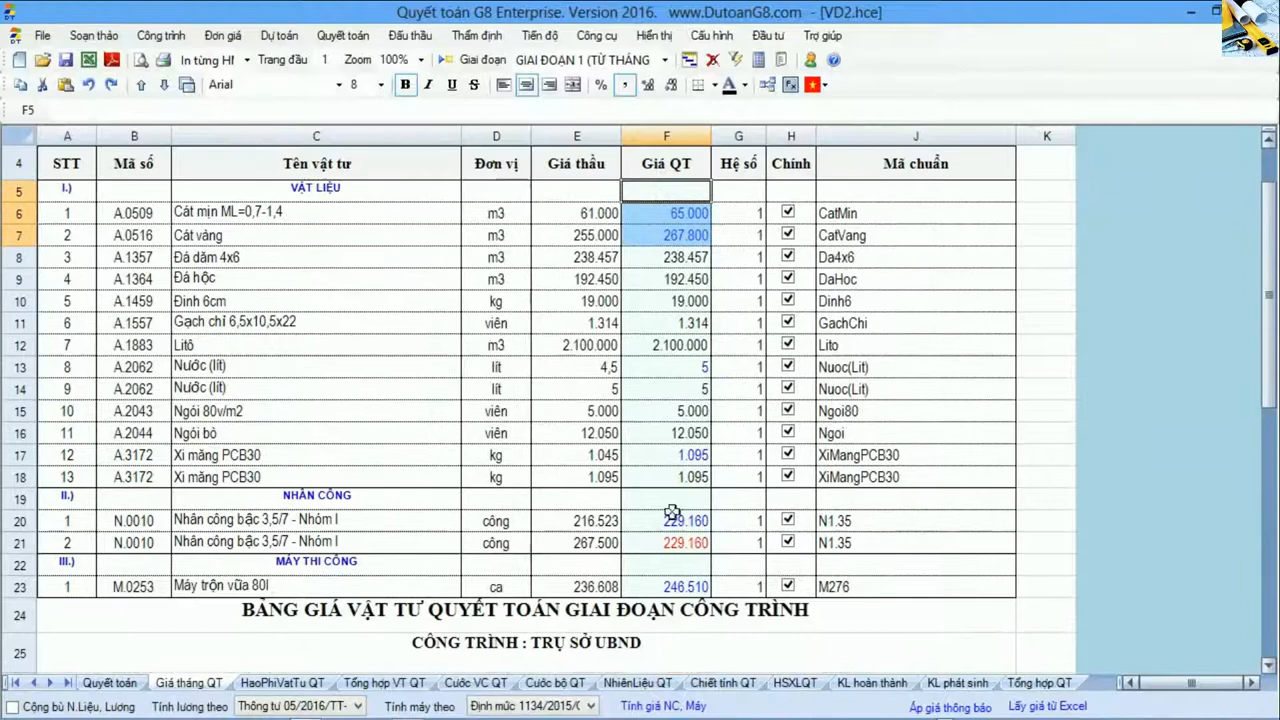 Quyết toán G8 Enterprise. Version 2016. www.DutoanG8.com - [VD2.hce]
File Soạn thảo Công trình Đơn giá Dự toán Quyết toán Đấu thầu Thẩm định Tiến độ Công cụ Hiển thị Cấu hình Đầu tư Trợ giúp
In từng HM Trang đầu 1 Zoom 100% Giai đoạn GIAI ĐOẠN 1 (TỪ THÁNG
Arial 8 B I U S %
F5
A B C D E F G H J K
4 STT Mã số Tên vật tư Đơn vị Giá thầu Giá QT Hệ số Chính Mã chuẩn
5 I.) VẬT LIỆU
6 1 A.0509 Cát mịn ML=0,7-1,4 m3 61.000 65.000 1 CatMin
7 2 A.0516 Cát vàng m3 255.000 267.800 1 CatVang
8 3 A.1357 Đá dăm 4x6 m3 238.457 238.457 1 Da4x6
9 4 A.1364 Đá hộc m3 192.450 192.450 1 DaHoc
10 5 A.1459 Đinh 6cm kg 19.000 19.000 1 Dinh6
11 6 A.1557 Gạch chỉ 6,5x10,5x22 viên 1.314 1.314 1 GachChi
12 7 A.1883 Litô m3 2.100.000 2.100.000 1 Lito
13 8 A.2062 Nước (lít) lít 4,5 5 1 Nuoc(Lit)
14 9 A.2062 Nước (lít) lít 5 5 1 Nuoc(Lit)
15 10 A.2043 Ngói 80v/m2 viên 5.000 5.000 1 Ngoi80
16 11 A.2044 Ngói bò viên 12.050 12.050 1 Ngoi
17 12 A.3172 Xi măng PCB30 kg 1.045 1.095 1 XiMangPCB30
18 13 A.3172 Xi măng PCB30 kg 1.095 1.095 1 XiMangPCB30
19 II.) NHÂN CÔNG
20 1 N.0010 Nhân công bậc 3,5/7 - Nhóm I công 216.523 229.160 1 N1.35
21 2 N.0010 Nhân công bậc 3,5/7 - Nhóm I công 267.500 229.160 1 N1.35
22 III.) MÁY THI CÔNG
23 1 M.0253 Máy trộn vữa 80l ca 236.608 246.510 1 M276
24 BẢNG GIÁ VẬT TƯ QUYẾT TOÁN GIAI ĐOẠN CÔNG TRÌNH
25 CÔNG TRÌNH : TRỤ SỞ UBND
Quyết toán Giá tháng QT HaoPhiVatTu QT Tổng hợp VT QT Cước VC QT Cước bộ QT NhiênLiệu QT Chiết tính QT HSXLQT KL hoàn thành KL phát sinh Tổng hợp QT
Cộng bù N.Liệu, Lương Tính lương theo Thông tư 05/2016/TT- Tính máy theo Định mức 1134/2015/ Tính giá NC, Máy Áp giá thông báo Lấy giá từ Excel